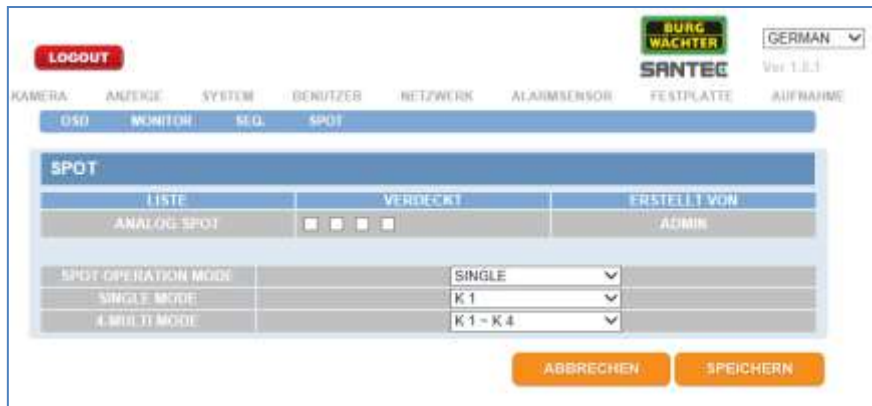 BURG
WÄCHTER
GERMAN
LOGOUT
SANTEC
Ver 1.0.1
KAMERA ANZEIGE SYSTEM BENUTZER NETZWERK ALARMSENSOR FESTPLATTE AUFNAHME
OSD MONITOR SEQ. SPOT
SPOT
LISTE VERDECKT ERSTELLT VON
ANALOG SPOT ADMIN
SPOT OPERATION MODE SINGLE
SINGLE MODE K 1
4-MULTI MODE K 1 ~ K 4
ABBRECHEN SPEICHERN